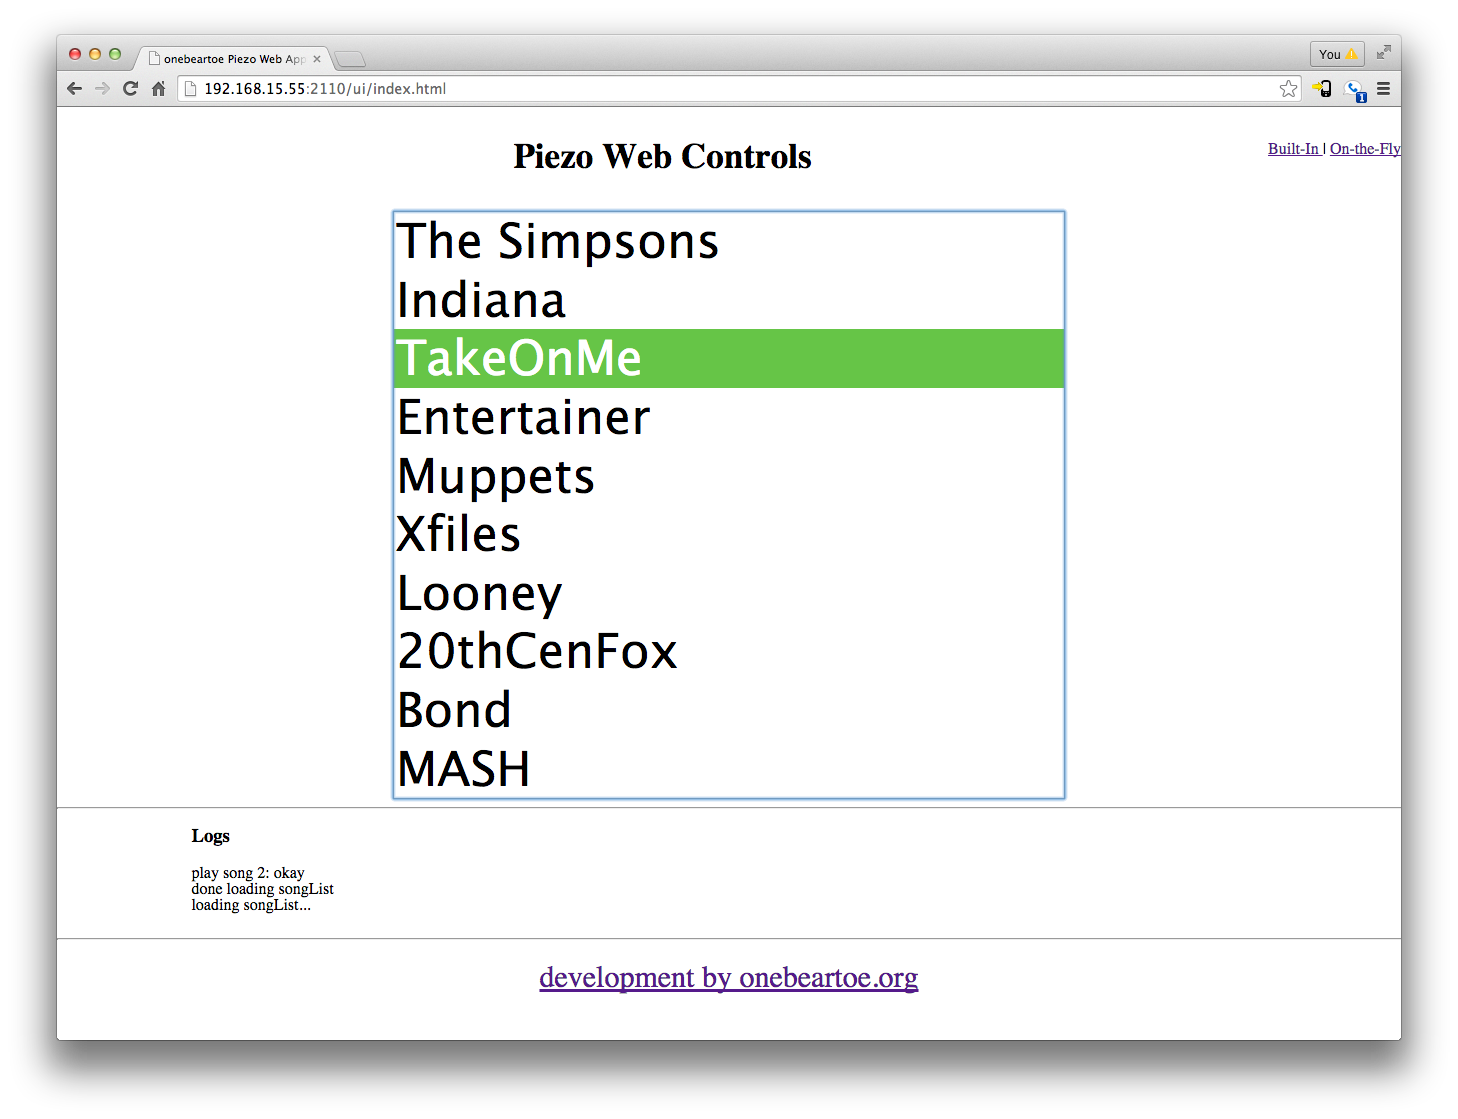 onebeartoe Piezo Web App
You
192.168.15.55:2110/ui/index.html
1
Piezo Web Controls
Built-In | On-the-Fly
The Simpsons
Indiana
TakeOnMe
Entertainer
Muppets
Xfiles
Looney
20thCenFox
Bond
MASH
Logs
play song 2: okay
done loading songList
loading songList...
development by onebeartoe.org